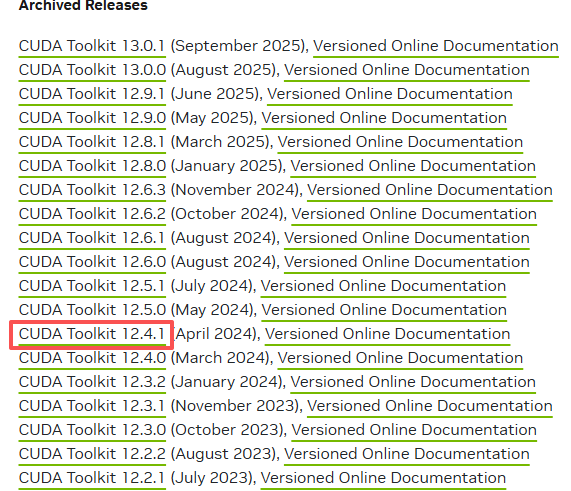 Archived Releases
CUDA Toolkit 13.0.1 (September 2025), Versioned Online Documentation
CUDA Toolkit 13.0.0 (August 2025), Versioned Online Documentation
CUDA Toolkit 12.9.1 (June 2025), Versioned Online Documentation
CUDA Toolkit 12.9.0 (May 2025), Versioned Online Documentation
CUDA Toolkit 12.8.1 (March 2025), Versioned Online Documentation
CUDA Toolkit 12.8.0 (January 2025), Versioned Online Documentation
CUDA Toolkit 12.6.3 (November 2024), Versioned Online Documentation
CUDA Toolkit 12.6.2 (October 2024), Versioned Online Documentation
CUDA Toolkit 12.6.1 (August 2024), Versioned Online Documentation
CUDA Toolkit 12.6.0 (August 2024), Versioned Online Documentation
CUDA Toolkit 12.5.1 (July 2024), Versioned Online Documentation
CUDA Toolkit 12.5.0 (May 2024), Versioned Online Documentation
CUDA Toolkit 12.4.1 (April 2024), Versioned Online Documentation
CUDA Toolkit 12.4.0 (March 2024), Versioned Online Documentation
CUDA Toolkit 12.3.2 (January 2024), Versioned Online Documentation
CUDA Toolkit 12.3.1 (November 2023), Versioned Online Documentation
CUDA Toolkit 12.3.0 (October 2023), Versioned Online Documentation
CUDA Toolkit 12.2.2 (August 2023), Versioned Online Documentation
CUDA Toolkit 12.2.1 (July 2023), Versioned Online Documentation